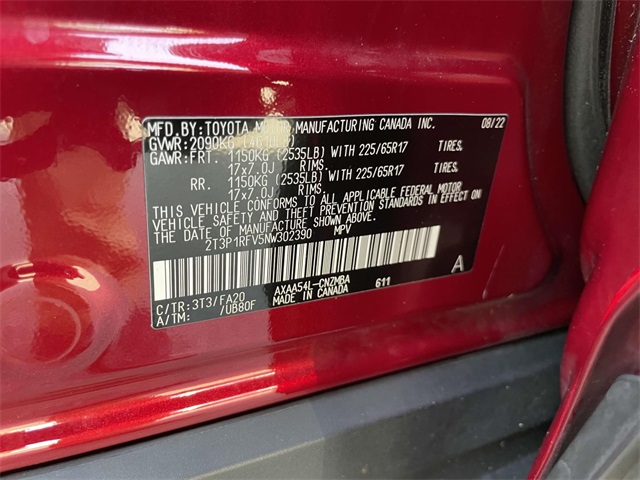 MFD.BY: TOYOTA MANUFACTURING CANADA INC. 08/22
GVWR: 2090KG
GAWR: FRT. 1150KG (2535LB) WITH 225/65R17 TIRES.
17x7.0J RIMS.
RR. 1150KG (2535LB) WITH 225/65R17 TIRES.
17x7.0J RIMS.
THIS VEHICLE CONFORMS TO ALL APPLICABLE FEDERAL MOTOR
VEHICLE SAFETY AND THEFT PREVENTION STANDARDS IN EFFECT ON
THE DATE OF MANUFACTURE SHOWN ABOVE.
2T3P1RFV5NW302390 MPV
C/TR: 3T3/FA20 AXAA54L-CNZMBA 611 A
A/TM: /UB80F MADE IN CANADA